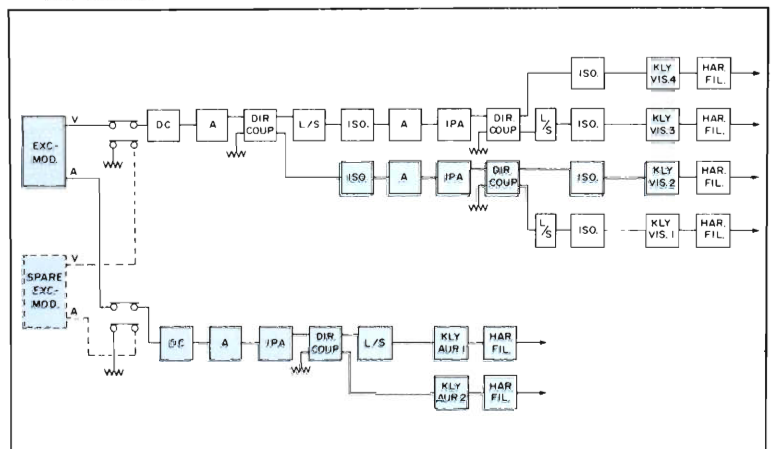 ISO.
KLY
VIS.4
HAR.
FIL.
V
EXC-
MOD.
A
DC
A
DIR
COUP
L/S
ISO.
A
IPA
DIR.
COUP
L/S
ISO.
KLY
VIS.3
HAR.
FIL.
ISO.
A
IPA
DIR
COUP
ISO.
KLY
VIS.2
HAR.
FIL.
L/S
ISO.
KLY
VIS.1
HAR.
FIL.
V
SPARE
EXC-
MOD.
A
DC
A
IPA
DIR.
COUP
L/S
KLY
AUR 1
HAR
FIL.
KLY
AUR 2
HAR
FIL.